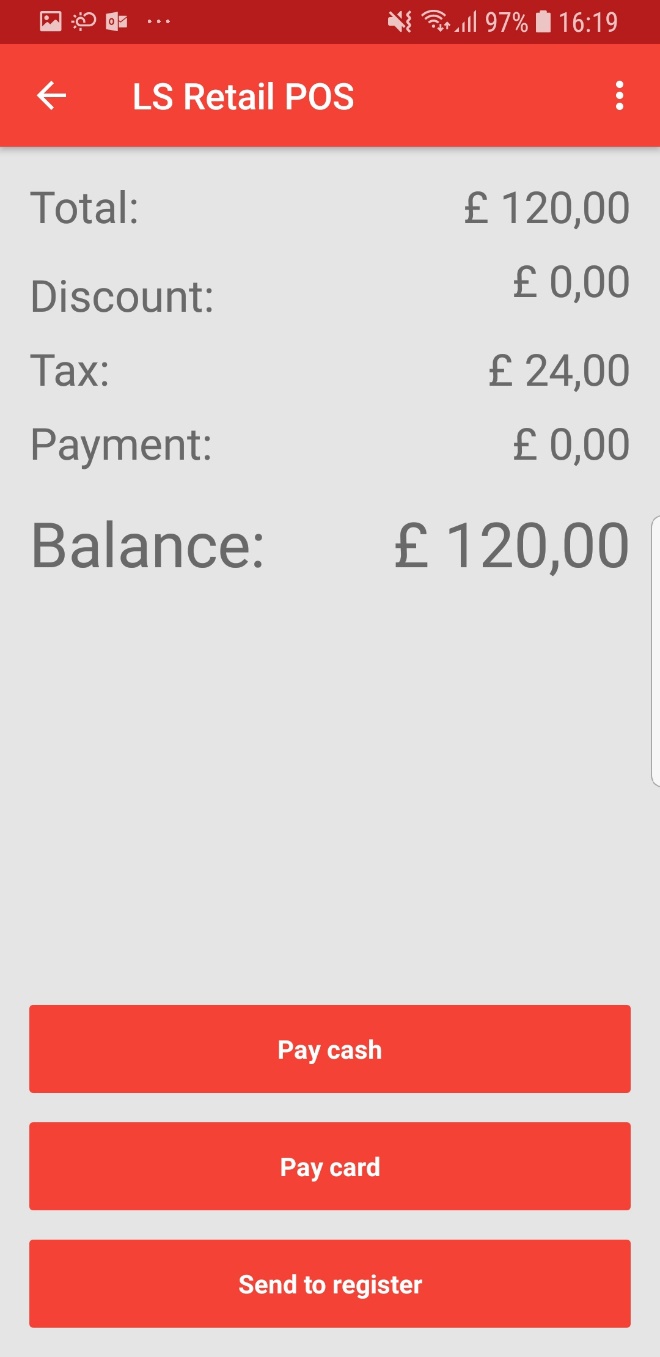 97% 16:19
LS Retail POS
Total: £ 120,00
Discount: £ 0,00
Tax: £ 24,00
Payment: £ 0,00
Balance: £ 120,00
Pay cash
Pay card
Send to register